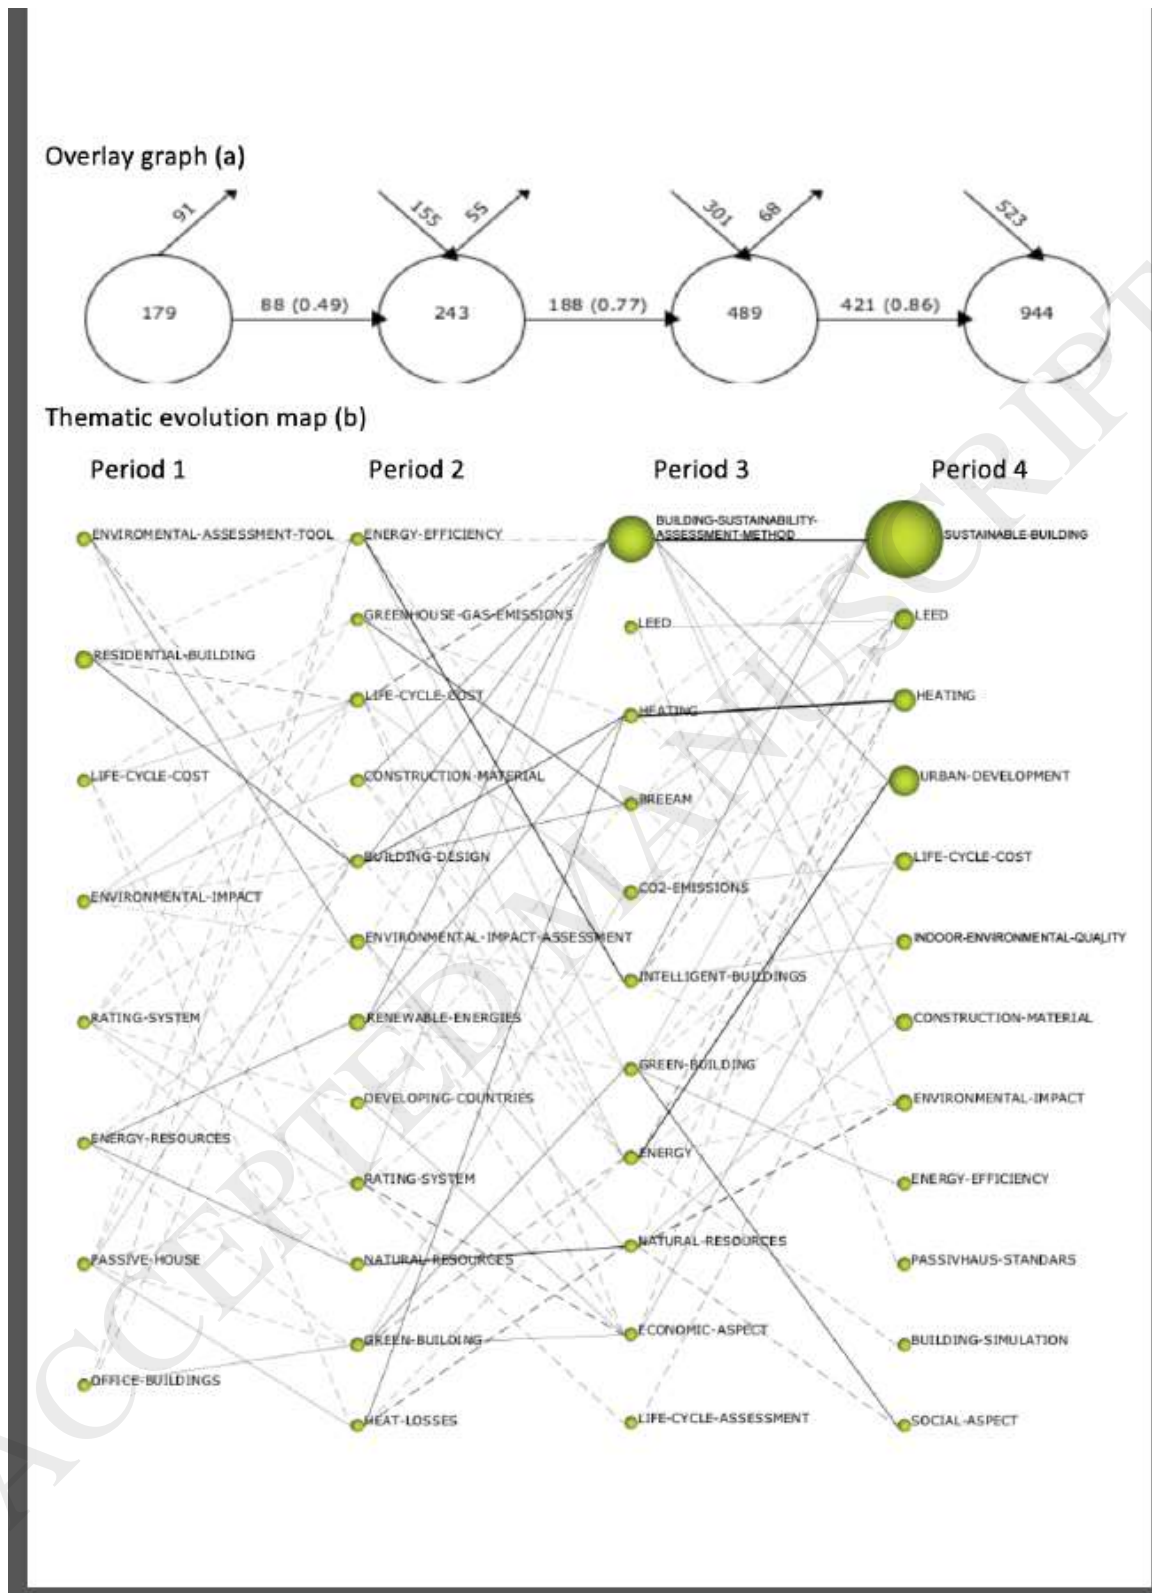 Overlay graph (a)
91
155
55
301
68
523
179
88 (0.49)
243
188 (0.77)
489
421 (0.86)
944
Thematic evolution map (b)
Period 1
Period 2
Period 3
Period 4
ENVIROMENTAL-ASSESSMENT-TOOL
RESIDENTIAL-BUILDING
LIFE-CYCLE-COST
ENVIRONMENTAL-IMPACT
RATING-SYSTEM
ENERGY-RESOURCES
PASSIVE-HOUSE
OFFICE-BUILDINGS
ENERGY-EFFICIENCY
GREENHOUSE-GAS-EMISSIONS
LIFE-CYCLE-COST
CONSTRUCTION-MATERIAL
BUILDING-DESIGN
ENVIRONMENTAL-IMPACT-ASSESSMENT
RENEWABLE-ENERGIES
DEVELOPING-COUNTRIES
RATING-SYSTEM
NATURAL-RESOURCES
GREEN-BUILDING
HEAT-LOSSES
BUILDING-SUSTAINABILITY-
ASSESSMENT-METHOD
LEED
HEATING
BREEAM
CO2-EMISSIONS
INTELLIGENT-BUILDINGS
GREEN-BUILDING
ENERGY
NATURAL-RESOURCES
ECONOMIC-ASPECT
LIFE-CYCLE-ASSESSMENT
SUSTAINABLE-BUILDING
LEED
HEATING
URBAN-DEVELOPMENT
LIFE-CYCLE-COST
INDOOR-ENVIRONMENTAL-QUALITY
CONSTRUCTION-MATERIAL
ENVIRONMENTAL-IMPACT
ENERGY-EFFICIENCY
PASSIVHAUS-STANDARS
BUILDING-SIMULATION
SOCIAL-ASPECT
ACCEPTED MANUSCRIPT